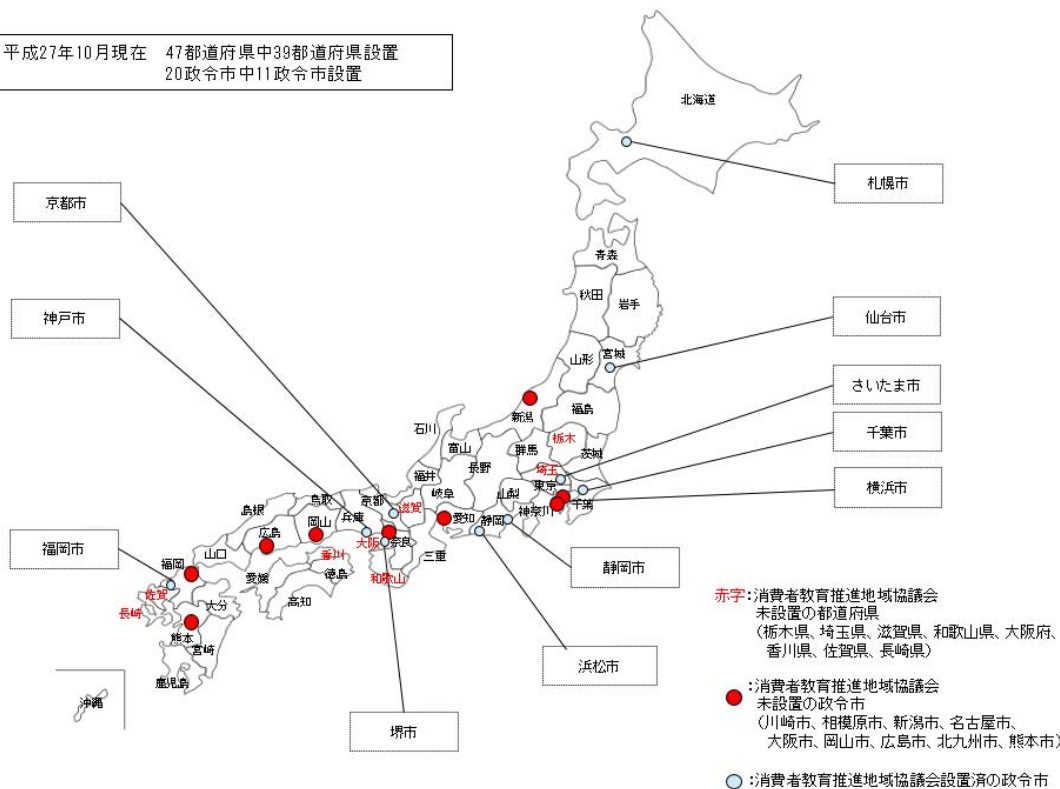 平成27年10月現在　47都道府県中39都道府県設置
20政令市中11政令市設置
北海道
札幌市
京都市
青森
秋田
岩手
神戸市
仙台市
山形
宮城
さいたま市
新潟
福島
石川
栃木
千葉市
富山
群馬
茨城
長野
埼玉
福井
東京
横浜市
岐阜
山梨
千葉
鳥取
京都
滋賀
神奈川
島根
兵庫
愛知
静岡
岡山
広島
大阪
奈良
福岡市
山口
香川
三重
福岡
静岡市
愛媛
徳島
和歌山
佐賀
高知
大分
長崎
熊本
宮崎
浜松市
鹿児島
沖縄
堺市
赤字:消費者教育推進地域協議会
未設置の都道府県
(栃木県、埼玉県、滋賀県、和歌山県、大阪府、
香川県、佐賀県、長崎県)
:消費者教育推進地域協議会
未設置の政令市
(川崎市、相模原市、新潟市、名古屋市、
大阪市、岡山市、広島市、北九州市、熊本市)
:消費者教育推進地域協議会設置済の政令市